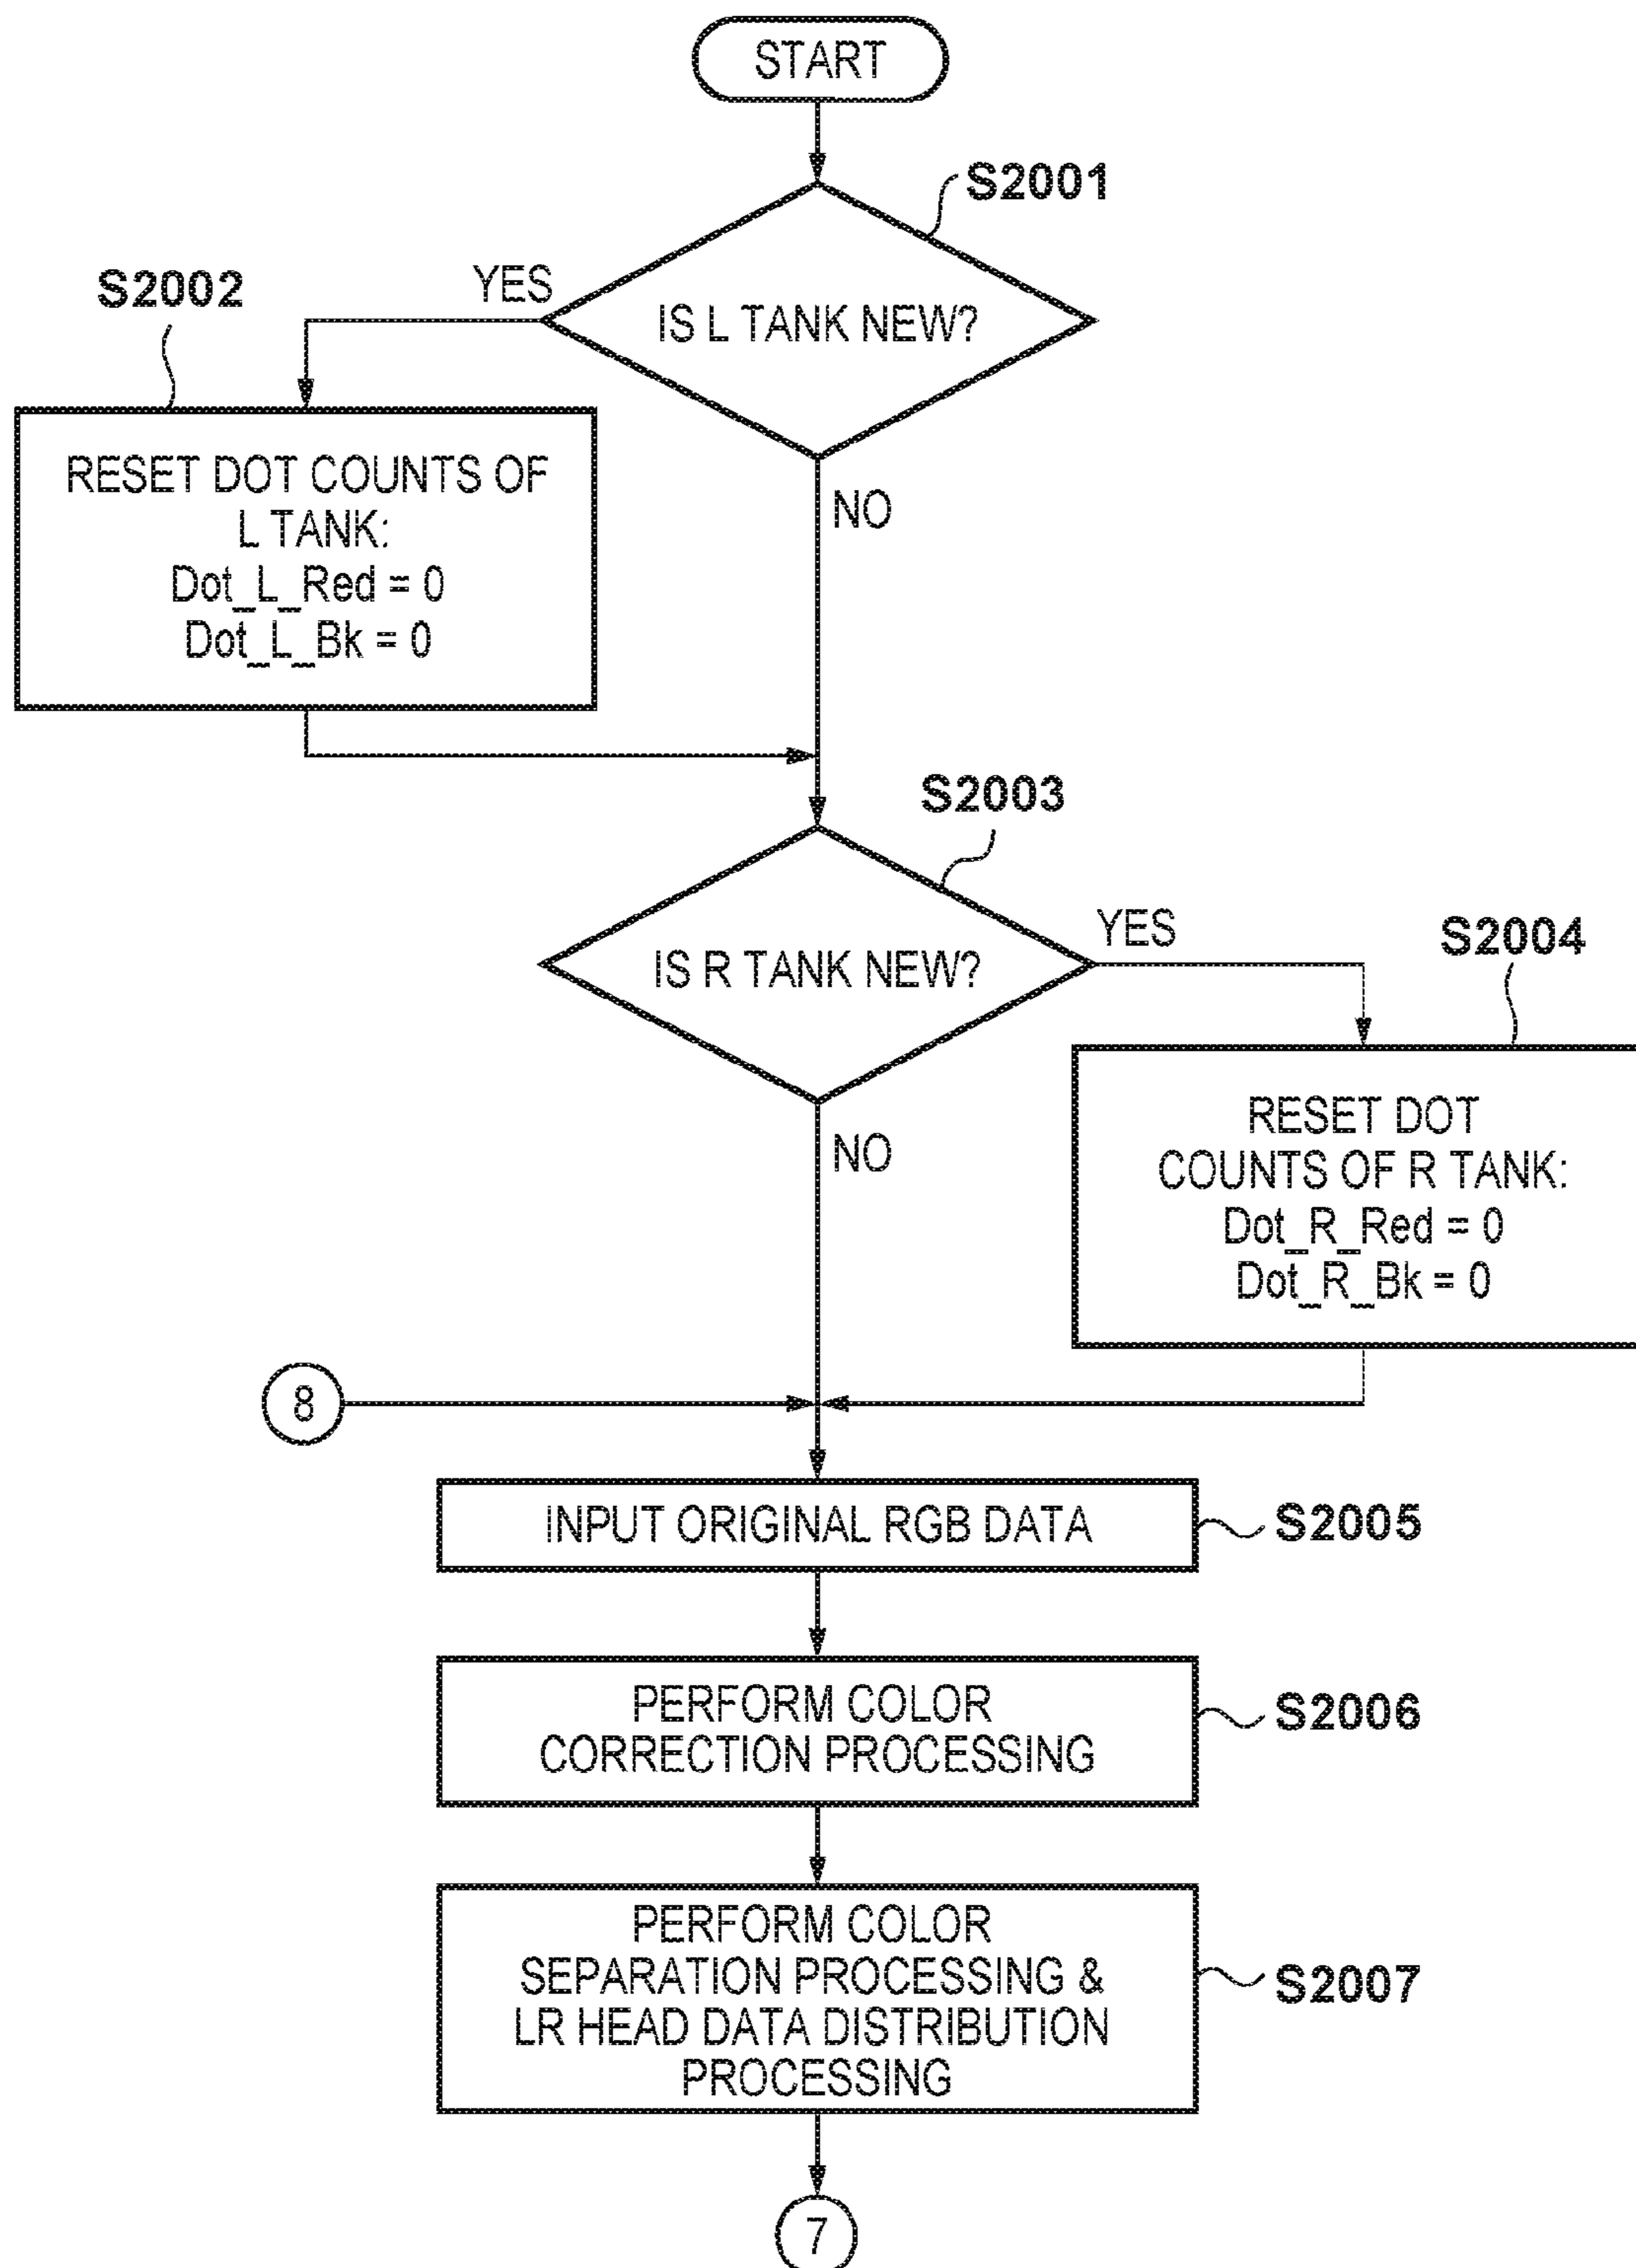 START
S2001
S2002
YES
IS L TANK NEW?
RESET DOT COUNTS OF
L TANK:
Dot_L_Red = 0
Dot_L_Bk = 0
NO
S2003
YES
S2004
IS R TANK NEW?
NO
RESET DOT
COUNTS OF R TANK:
Dot_R_Red = 0
Dot_R_Bk = 0
8
INPUT ORIGINAL RGB DATA
S2005
PERFORM COLOR
CORRECTION PROCESSING
S2006
PERFORM COLOR
SEPARATION PROCESSING &
LR HEAD DATA DISTRIBUTION
PROCESSING
S2007
7